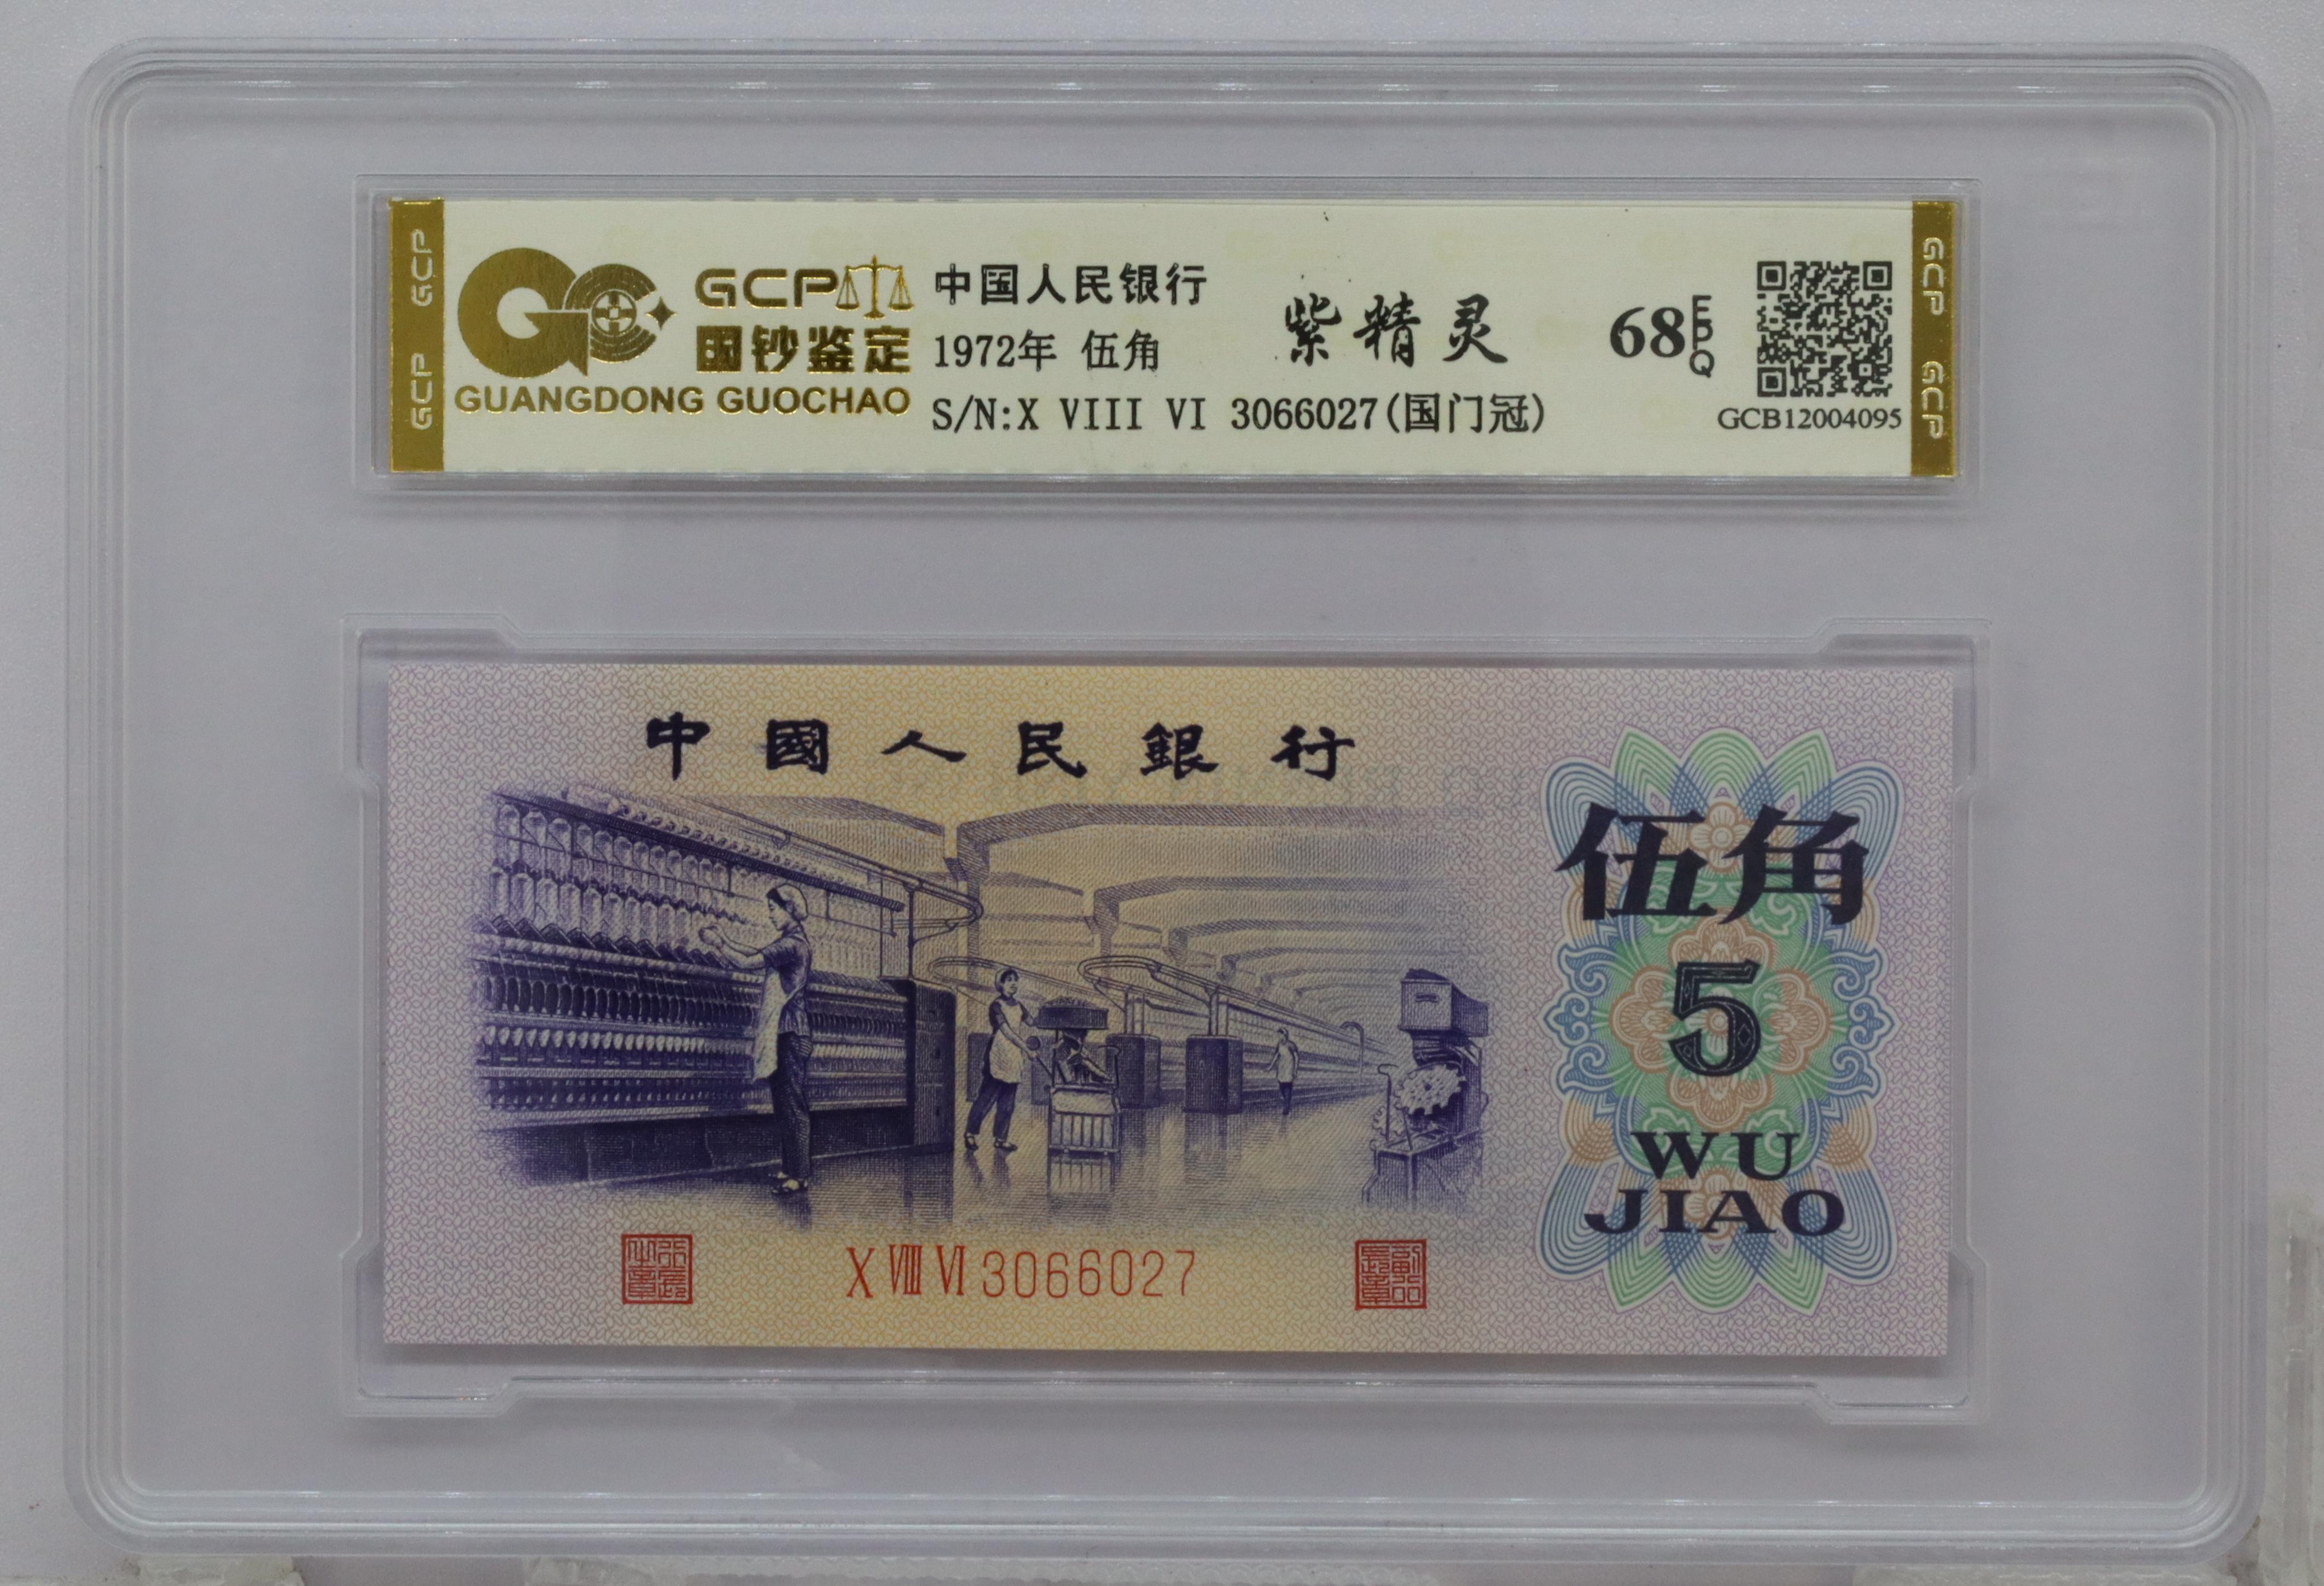 GCP
国钞鉴定
GUANGDONG GUOCHAO
中国人民银行
1972年 伍角
S/N:X VIII VI 3066027(国门冠)
紫精灵
68EPQ
GCB12004095
GCP GCP
GCP GCP
中國人民銀行
伍角
5
WU
JIAO
X VIII VI 3066027